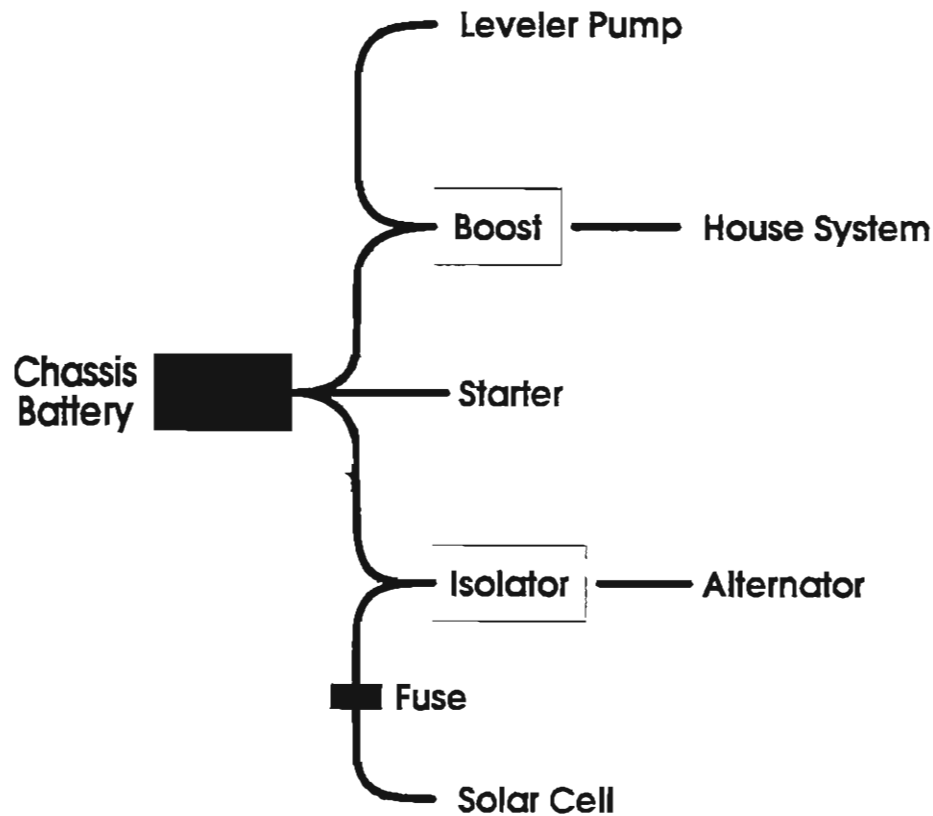 Leveler Pump
Boost
House System
Chassis
Battery
Starter
Isolator
Alternator
Fuse
Solar Cell